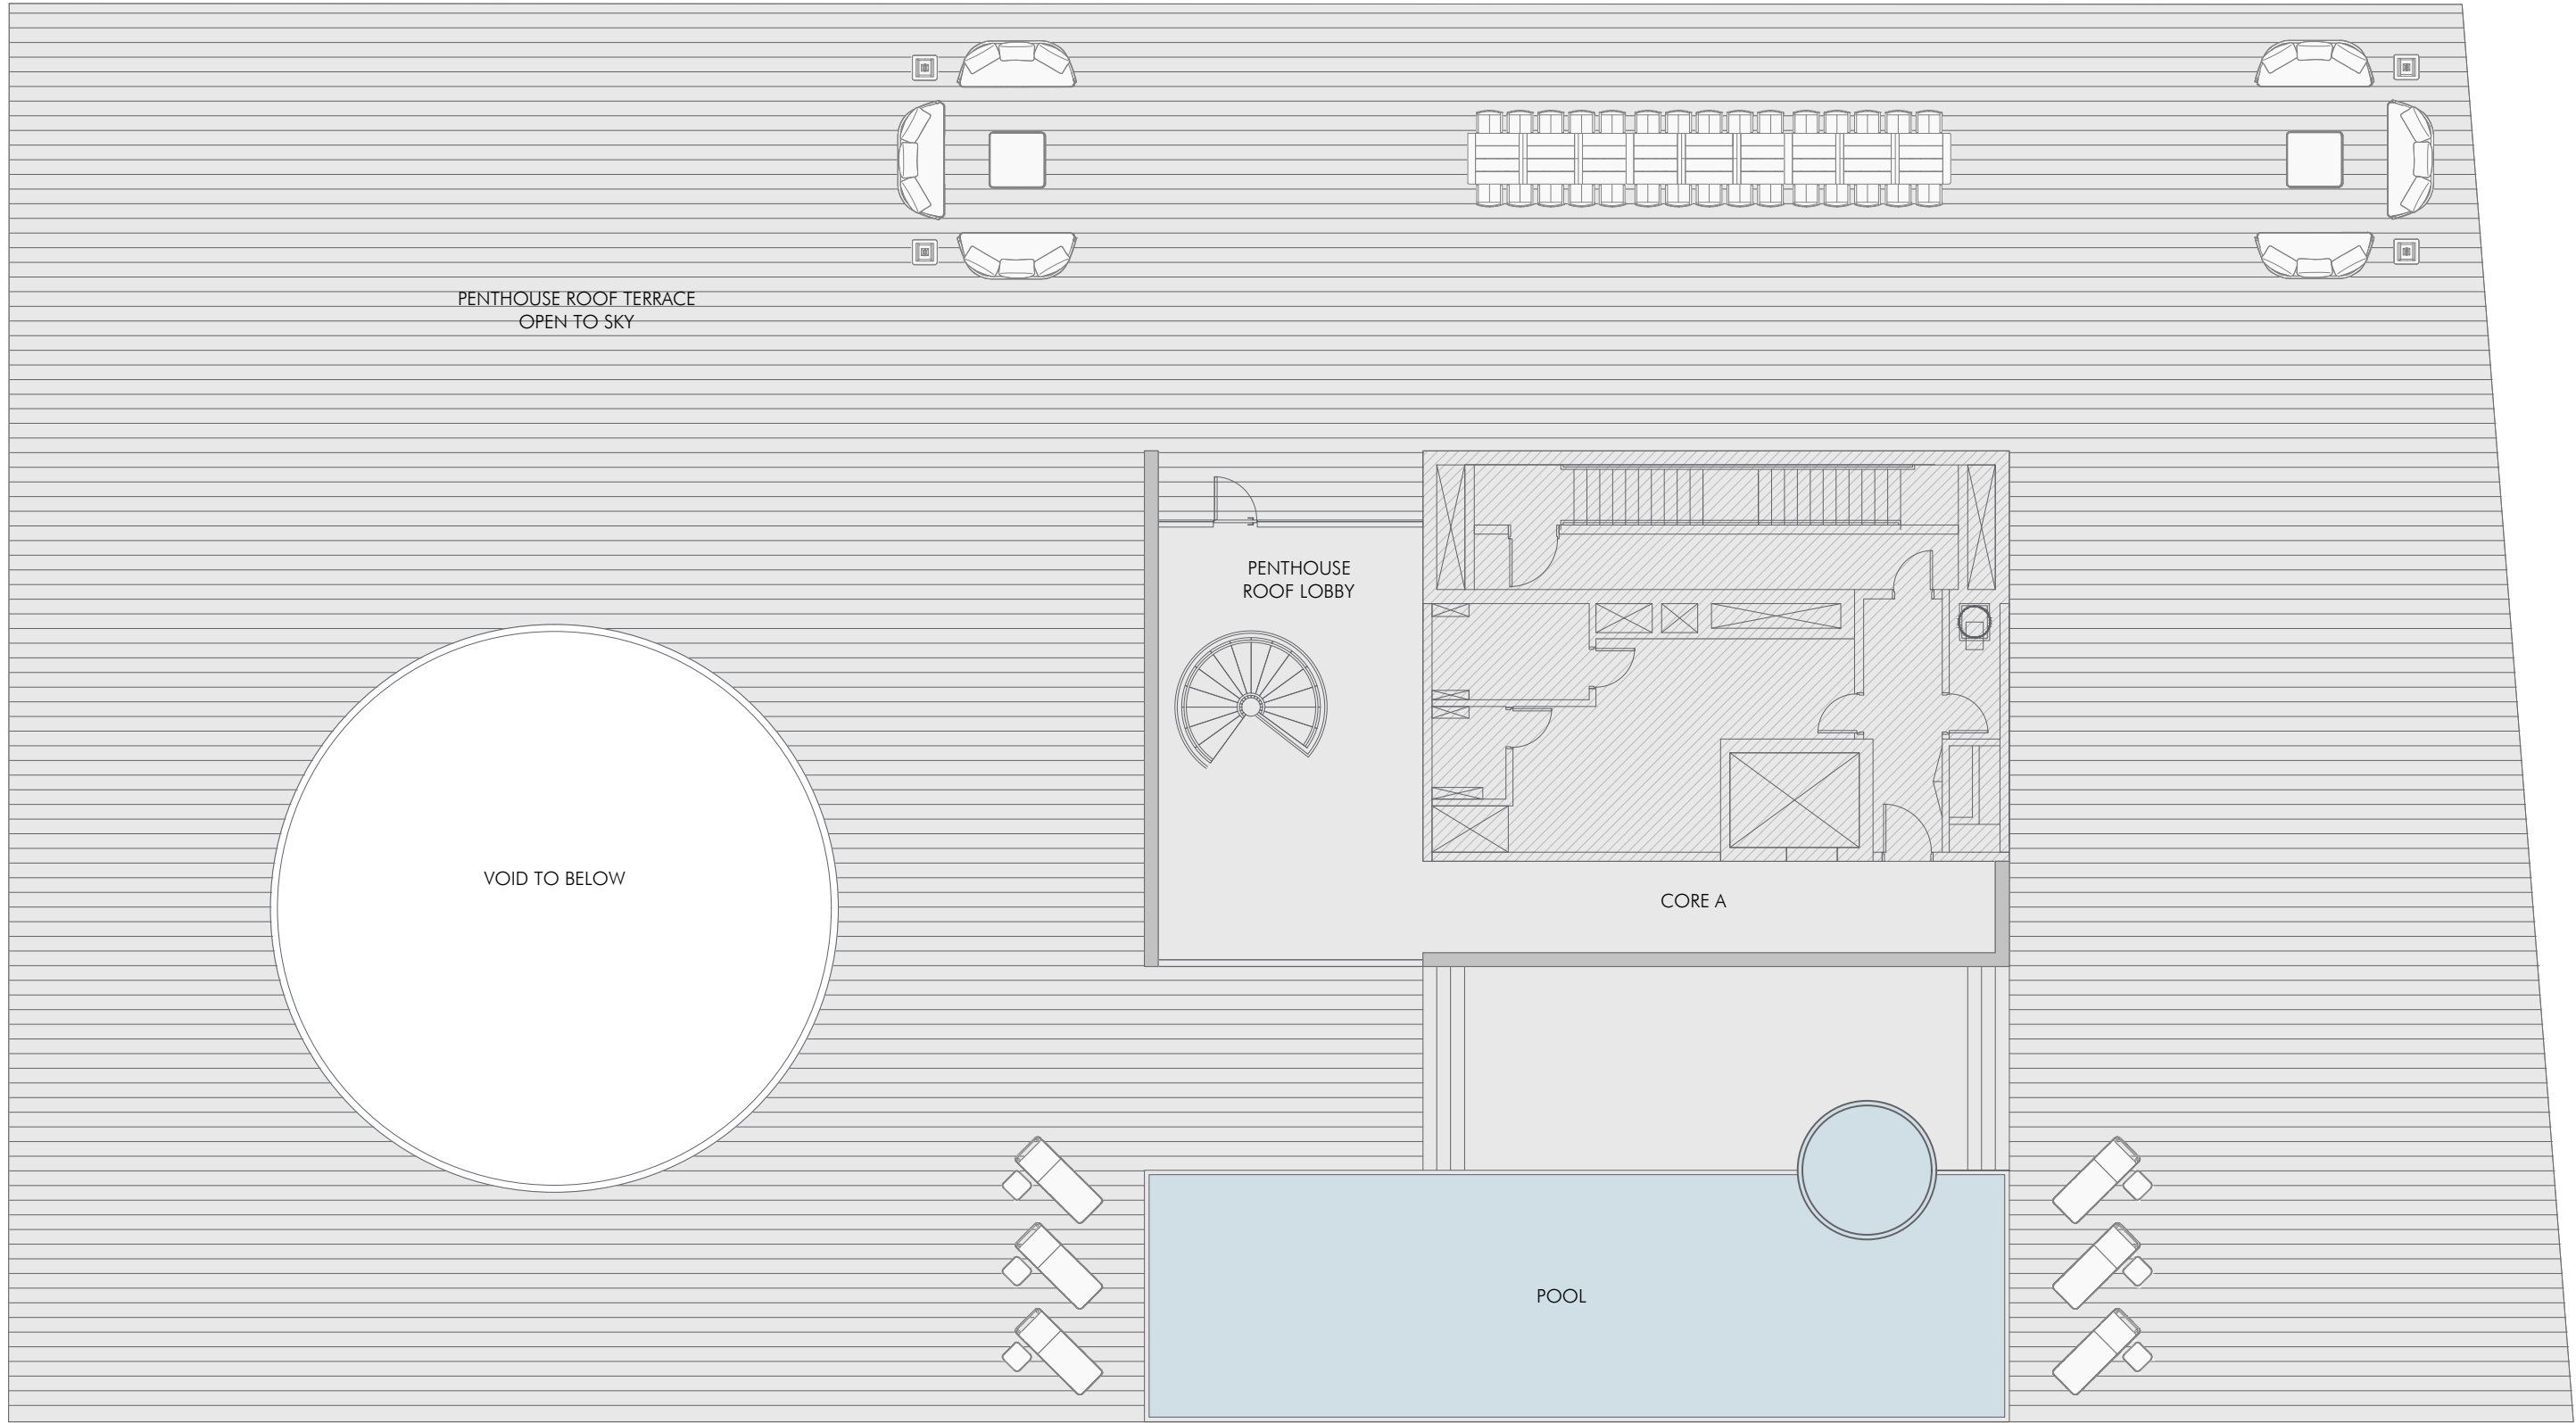 PENTHOUSE ROOF TERRACE
OPEN TO SKY
PENTHOUSE
ROOF LOBBY
VOID TO BELOW
CORE A
POOL